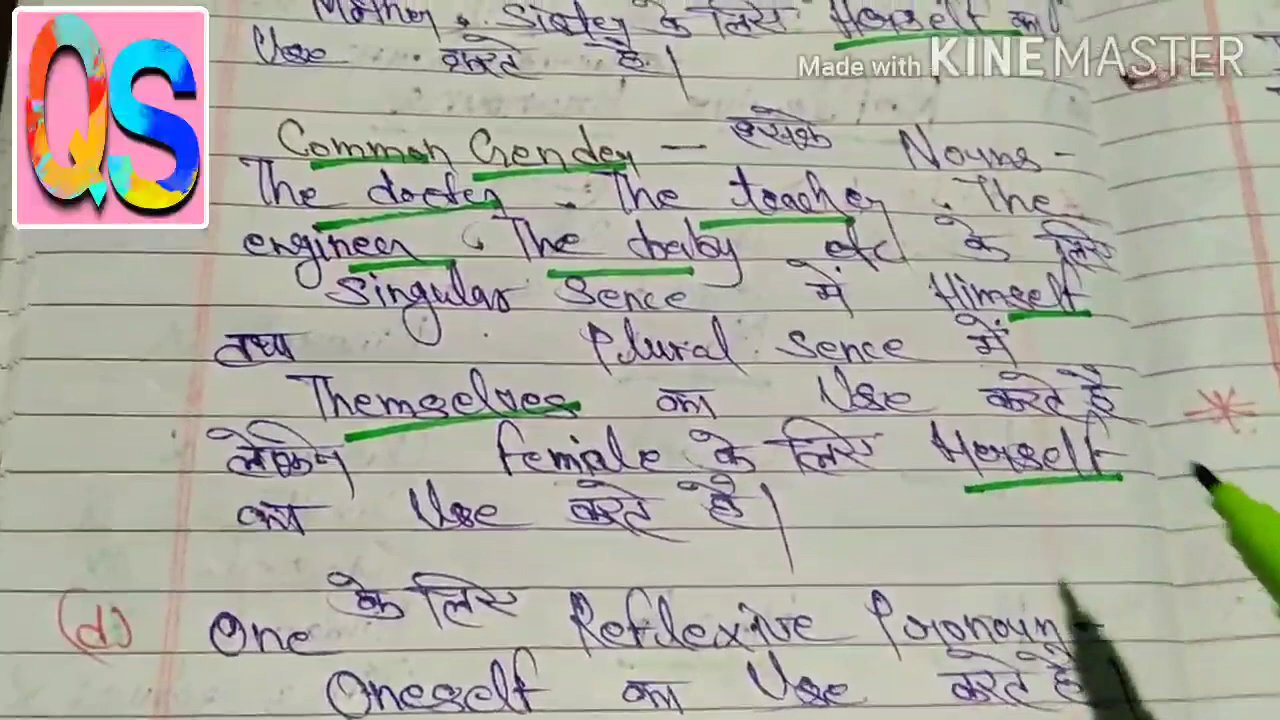 Mother, Sister के लिए Herself का
Use करते है।
Made with KINEMASTER
QS
Common Gender - इसके Nouns -
The docter. The teacher. The
engineer, The baby etc के लिए
Singular Sence में Himself
तथा Plural Sence में
Themselves का Use करते है
लेकिन female के लिए Herself
का Use करते है।
(d) One के लिए Reflexive Pronoun -
Oneself का Use करते है